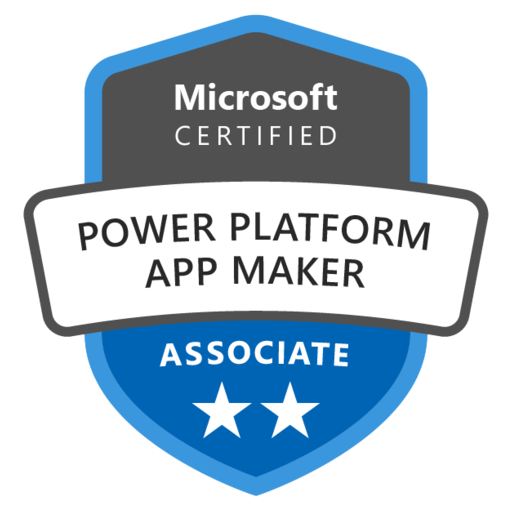 Microsoft
CERTIFIED
POWER PLATFORM
APP MAKER
ASSOCIATE